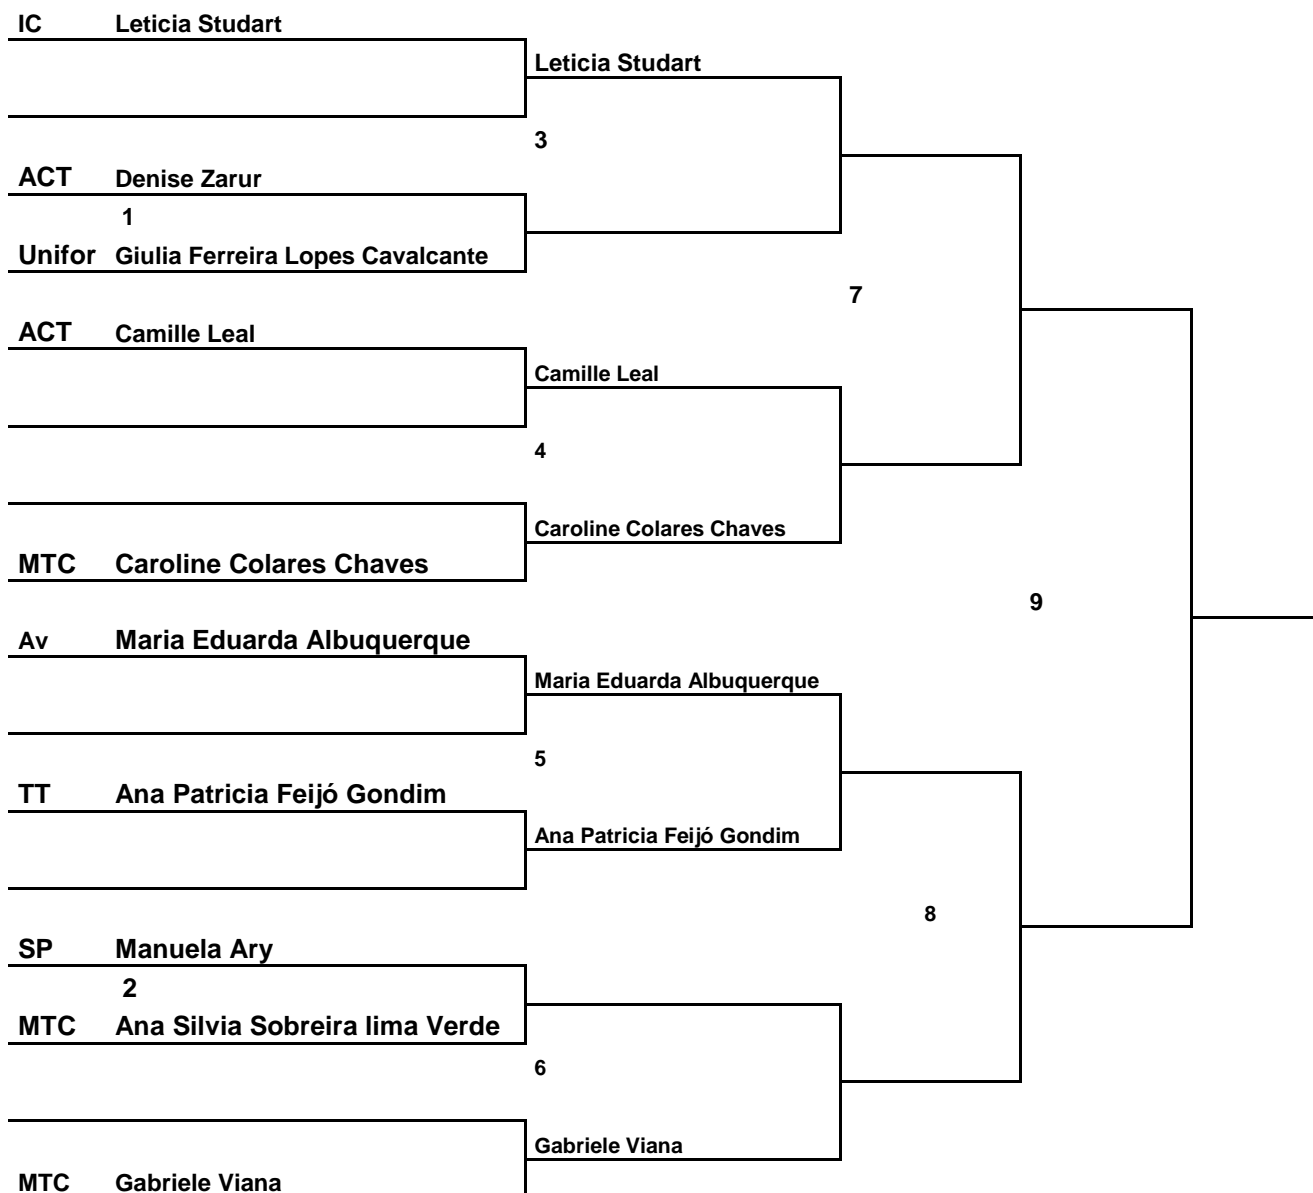 IC Leticia Studart
Leticia Studart
3
ACT Denise Zarur
1
Unifor Giulia Ferreira Lopes Cavalcante
7
ACT Camille Leal
Camille Leal
4
Caroline Colares Chaves
MTC Caroline Colares Chaves
9
Av Maria Eduarda Albuquerque
Maria Eduarda Albuquerque
5
TT Ana Patricia Feijó Gondim
Ana Patricia Feijó Gondim
8
SP Manuela Ary
2
MTC Ana Silvia Sobreira lima Verde
6
Gabriele Viana
MTC Gabriele Viana